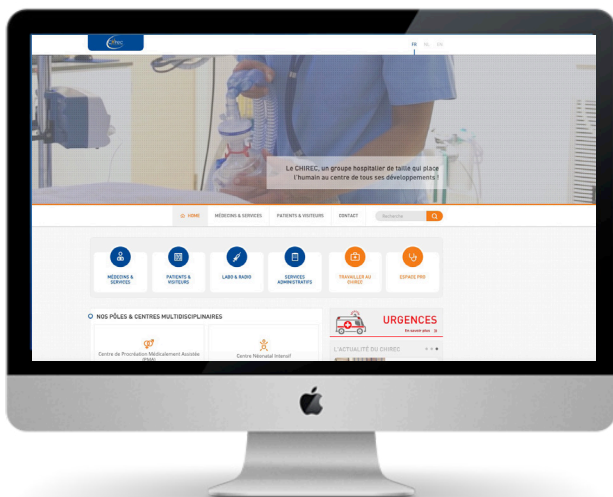 Chirec
FR NL EN
Le CHIREC, un groupe hospitalier de taille qui place
l'humain au centre de tous ses développements !
HOME MÉDECINS & SERVICES PATIENTS & VISITEURS CONTACT Recherche
MÉDECINS &
SERVICES
PATIENTS &
VISITEURS
LABO & RADIO
SERVICES
ADMINISTRATIFS
TRAVAILLER AU
CHIREC
ESPACE PRO
NOS PÔLES & CENTRES MULTIDISCIPLINAIRES
Centre de Procréation Médicalement Assistée
(PMA)
Centre Néonatal Intensif
URGENCES
En savoir plus
L'ACTUALITÉ DU CHIREC